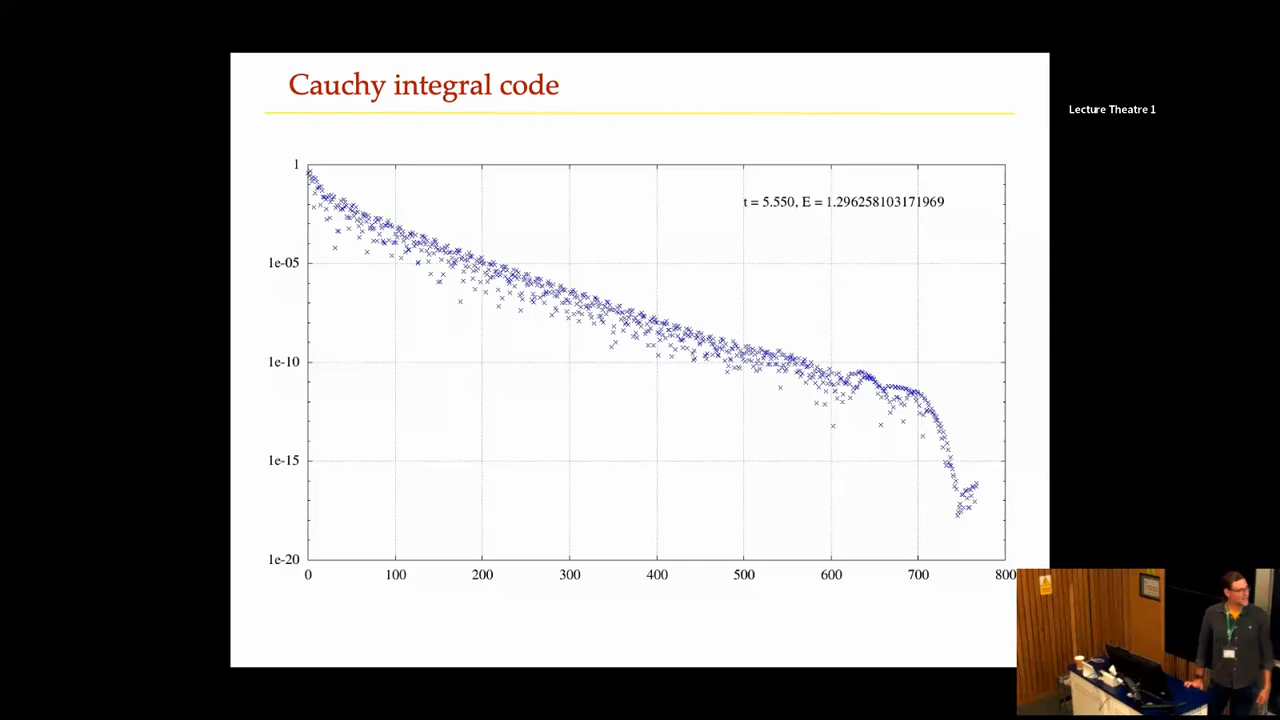 Cauchy integral code
Lecture Theatre 1
1
t = 5.550, E = 1.296258103171969
1e-05
1e-10
1e-15
1e-20
0 100 200 300 400 500 600 700 800